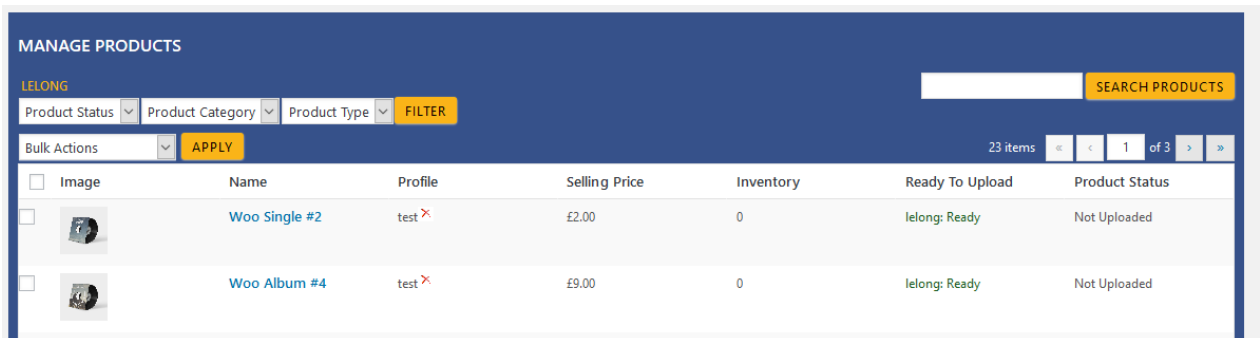 MANAGE PRODUCTS
LELONG
SEARCH PRODUCTS
Product Status Product Category Product Type FILTER
Bulk Actions APPLY 23 items « ‹ 1 of 3 › »
Image Name Profile Selling Price Inventory Ready To Upload Product Status
Woo Single #2 test £2.00 0 lelong: Ready Not Uploaded
Woo Album #4 test £9.00 0 lelong: Ready Not Uploaded